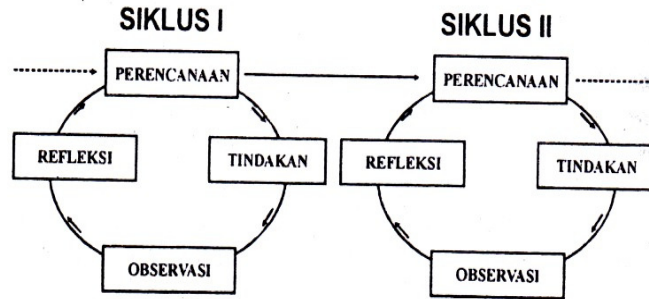 SIKLUS I
PERENCANAAN
REFLEKSI
TINDAKAN
OBSERVASI
SIKLUS II
PERENCANAAN
REFLEKSI
TINDAKAN
OBSERVASI